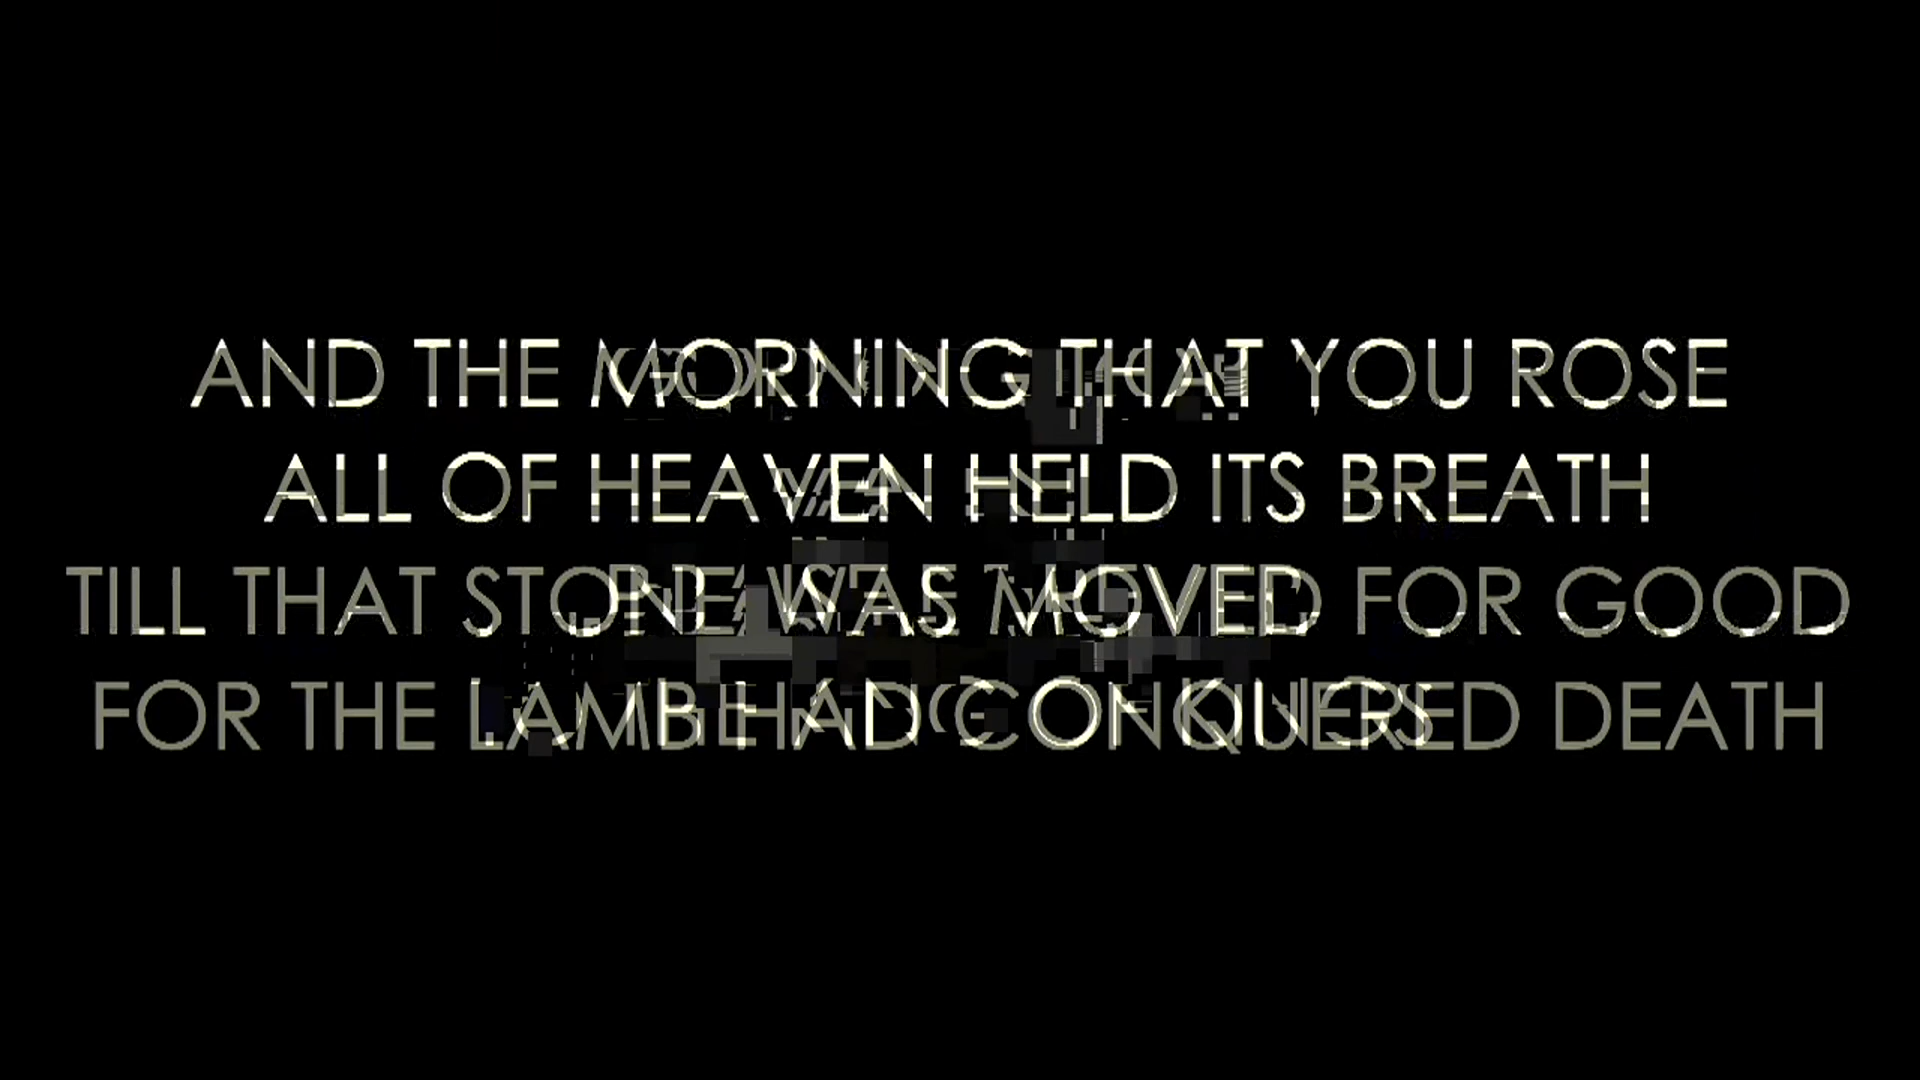 AND THE MORNING THAT YOU ROSE
ALL OF HEAVEN HELD ITS BREATH
TILL THAT STONE WAS MOVED FOR GOOD
FOR THE LAMB HAD CONQUERED DEATH